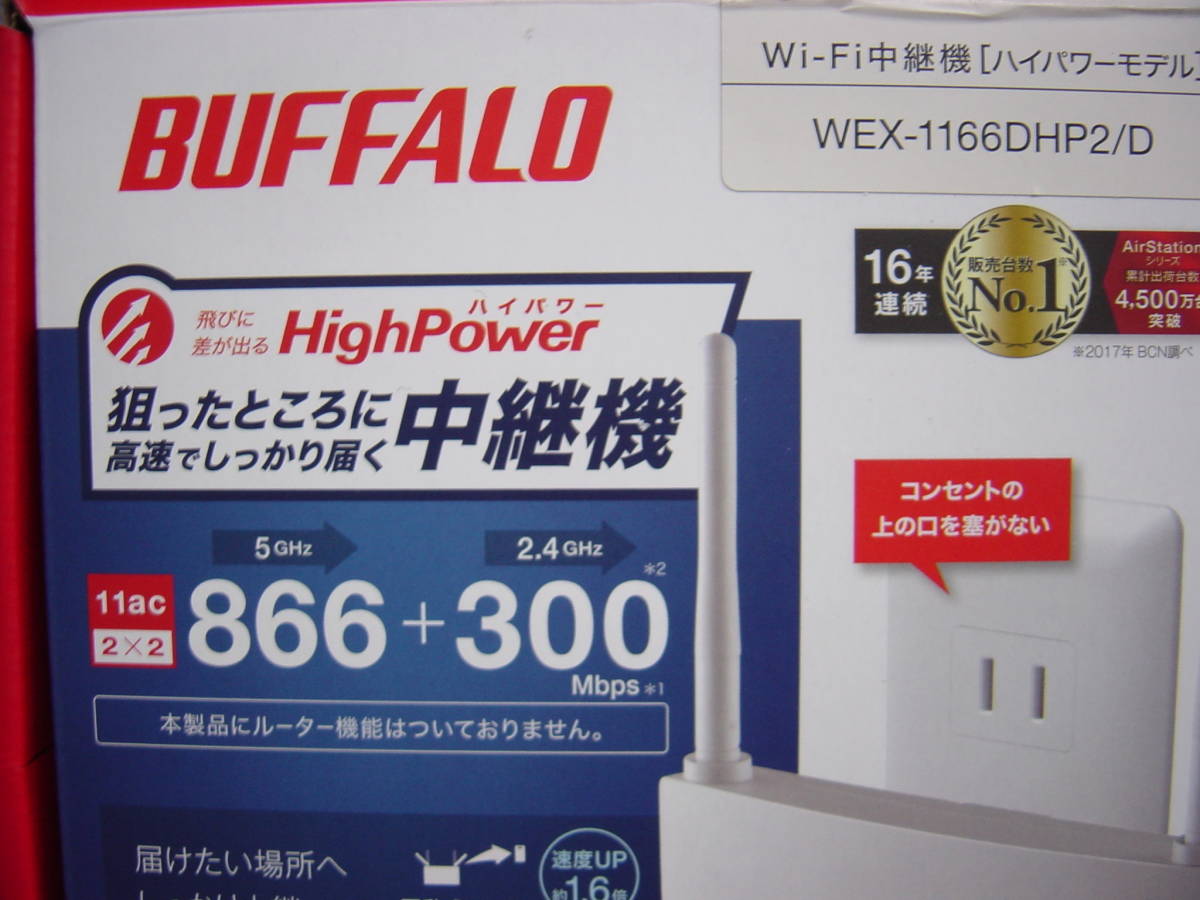 BUFFALO
Wi-Fi中継機[ハイパワーモデル]
WEX-1166DHP2/D
16年
連続
販売台数
No.1※
AirStation
シリーズ
累計出荷台数
4,500万台
突破
※2017年 BCN調べ
飛びに
差が出る
ハイパワー
HighPower
狙ったところに
高速でしっかり届く
中継機
コンセントの
上の口を塞がない
5GHz
2.4GHz
11ac
2×2
866+300
*2
Mbps *1
本製品にルーター機能はついておりません。
届けたい場所へ
速度UP
約1.6倍